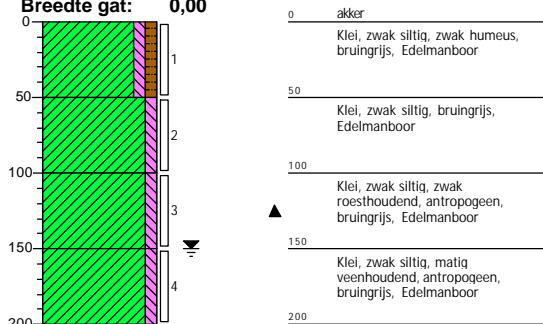 Breedte gat: 0,00
0
50
100
150
200
1
2
3
4
0 akker
Klei, zwak siltig, zwak humeus,
bruingrijs, Edelmanboor
50
Klei, zwak siltig, bruingrijs,
Edelmanboor
100
Klei, zwak siltig, zwak
roesthoudend, antropogeen,
bruingrijs, Edelmanboor
150
Klei, zwak siltig, matig
veenhoudend, antropogeen,
bruingrijs, Edelmanboor
200